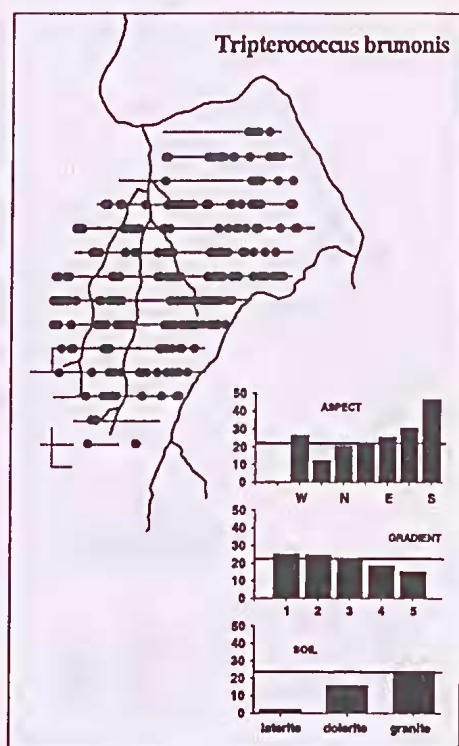 Tripterococcus brunonis
50
40
30
20
10
0
ASPECT
W N E S
50
40
30
20
10
0
GRADIENT
1 2 3 4 5
50
40
30
20
10
0
SOIL
laterite dolerite granite